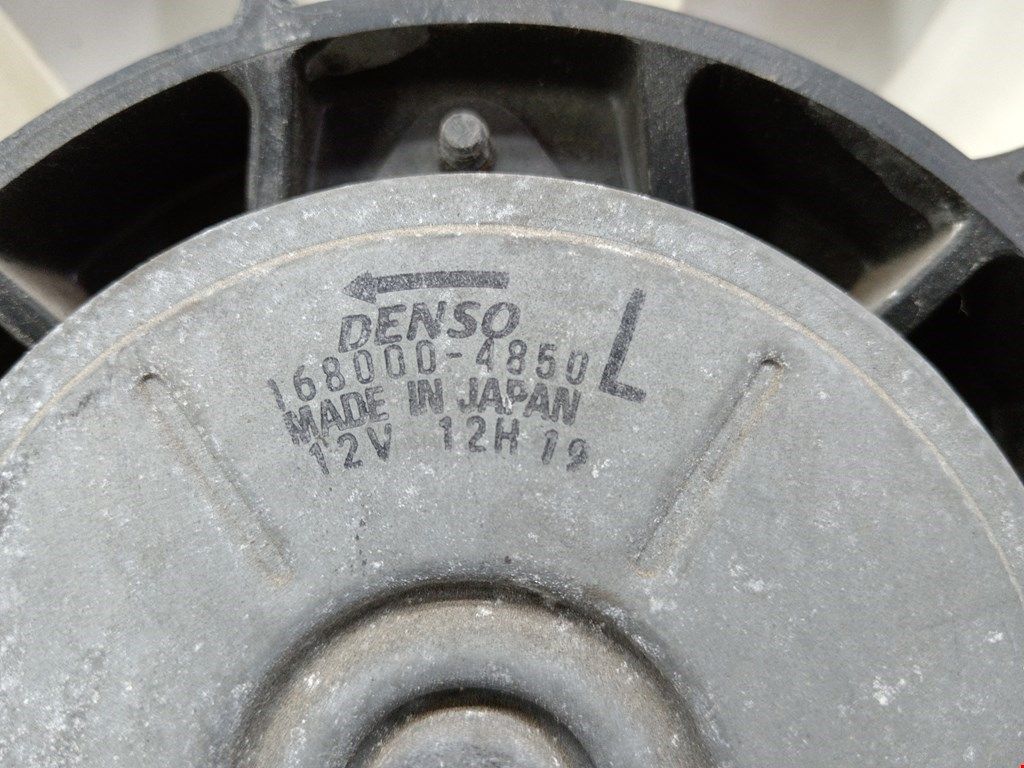 DENSO
168000-4850 L
MADE IN JAPAN
12V 12H 19